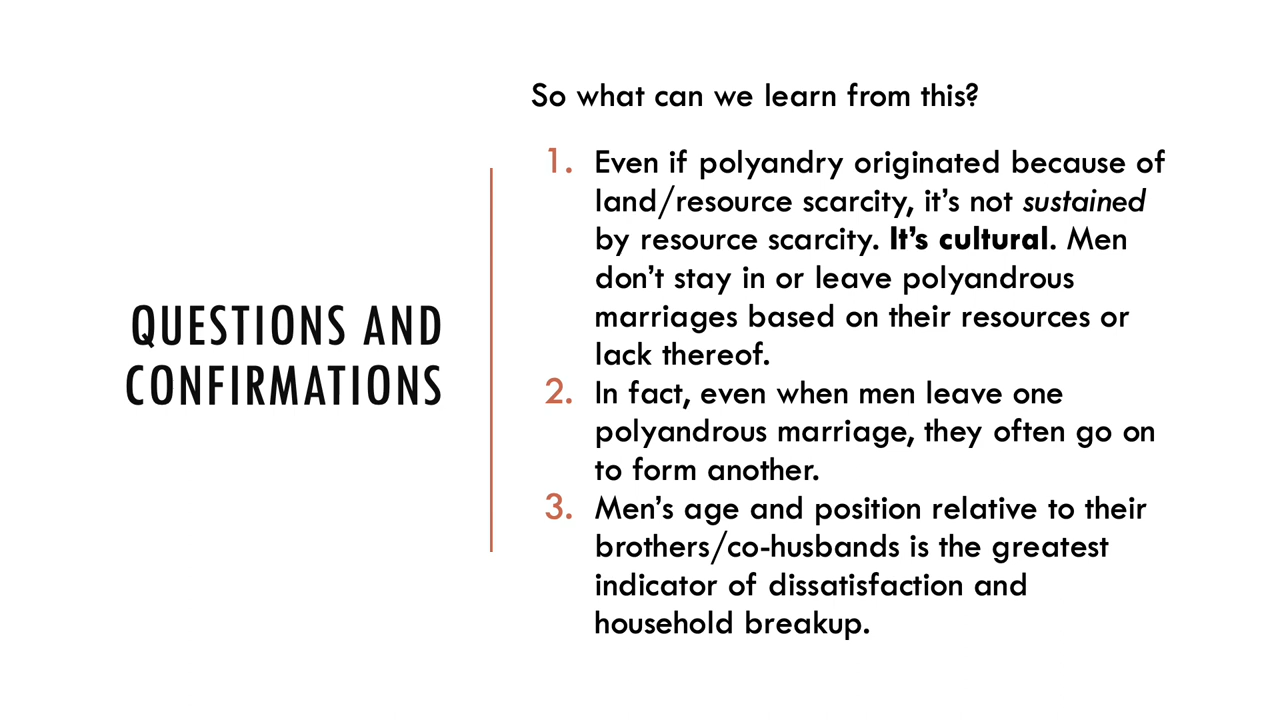 QUESTIONS AND
CONFIRMATIONS
So what can we learn from this?
1. Even if polyandry originated because of
land/resource scarcity, it’s not sustained
by resource scarcity. It’s cultural. Men
don’t stay in or leave polyandrous
marriages based on their resources or
lack thereof.
2. In fact, even when men leave one
polyandrous marriage, they often go on
to form another.
3. Men’s age and position relative to their
brothers/co-husbands is the greatest
indicator of dissatisfaction and
household breakup.